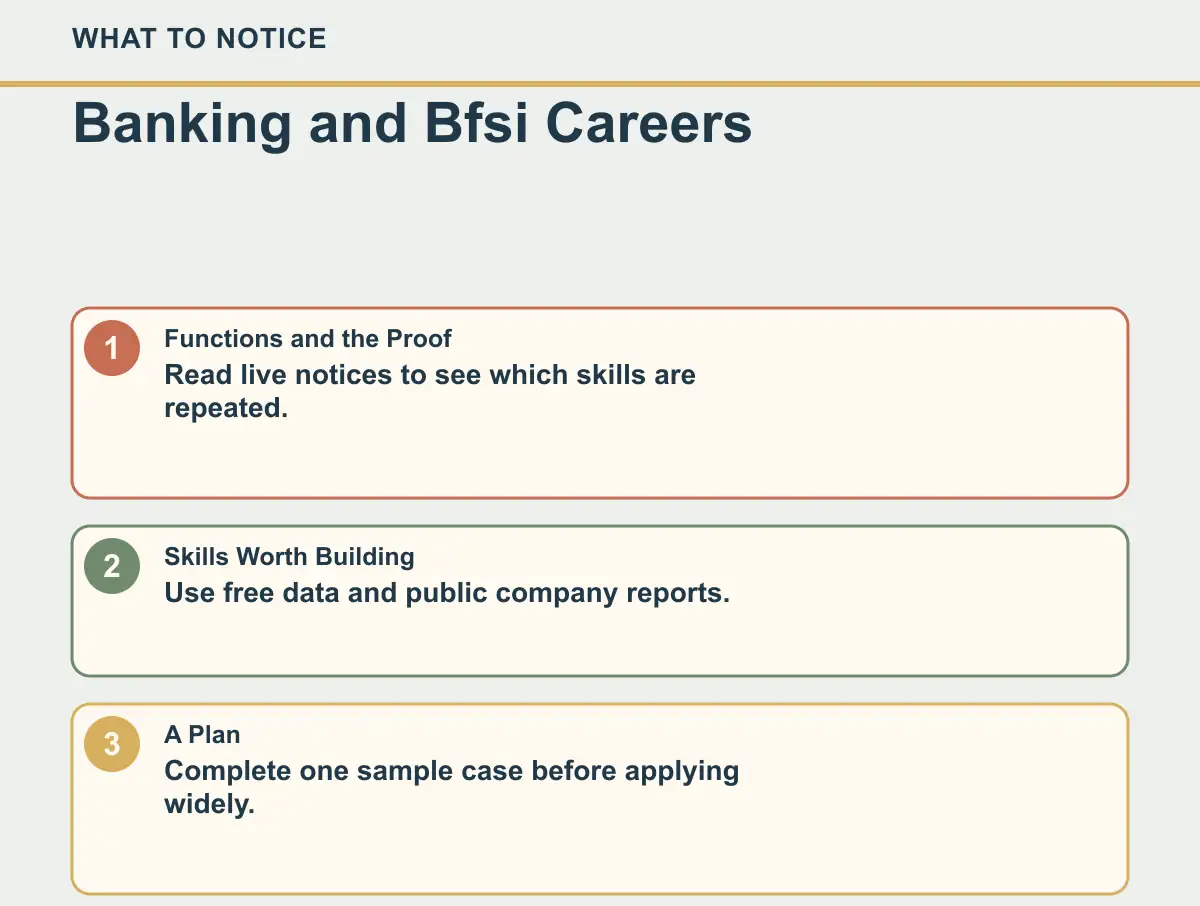 WHAT TO NOTICE
Banking and Bfsi Careers
1
Functions and the Proof
Read live notices to see which skills are
repeated.
2
Skills Worth Building
Use free data and public company reports.
3
A Plan
Complete one sample case before applying
widely.